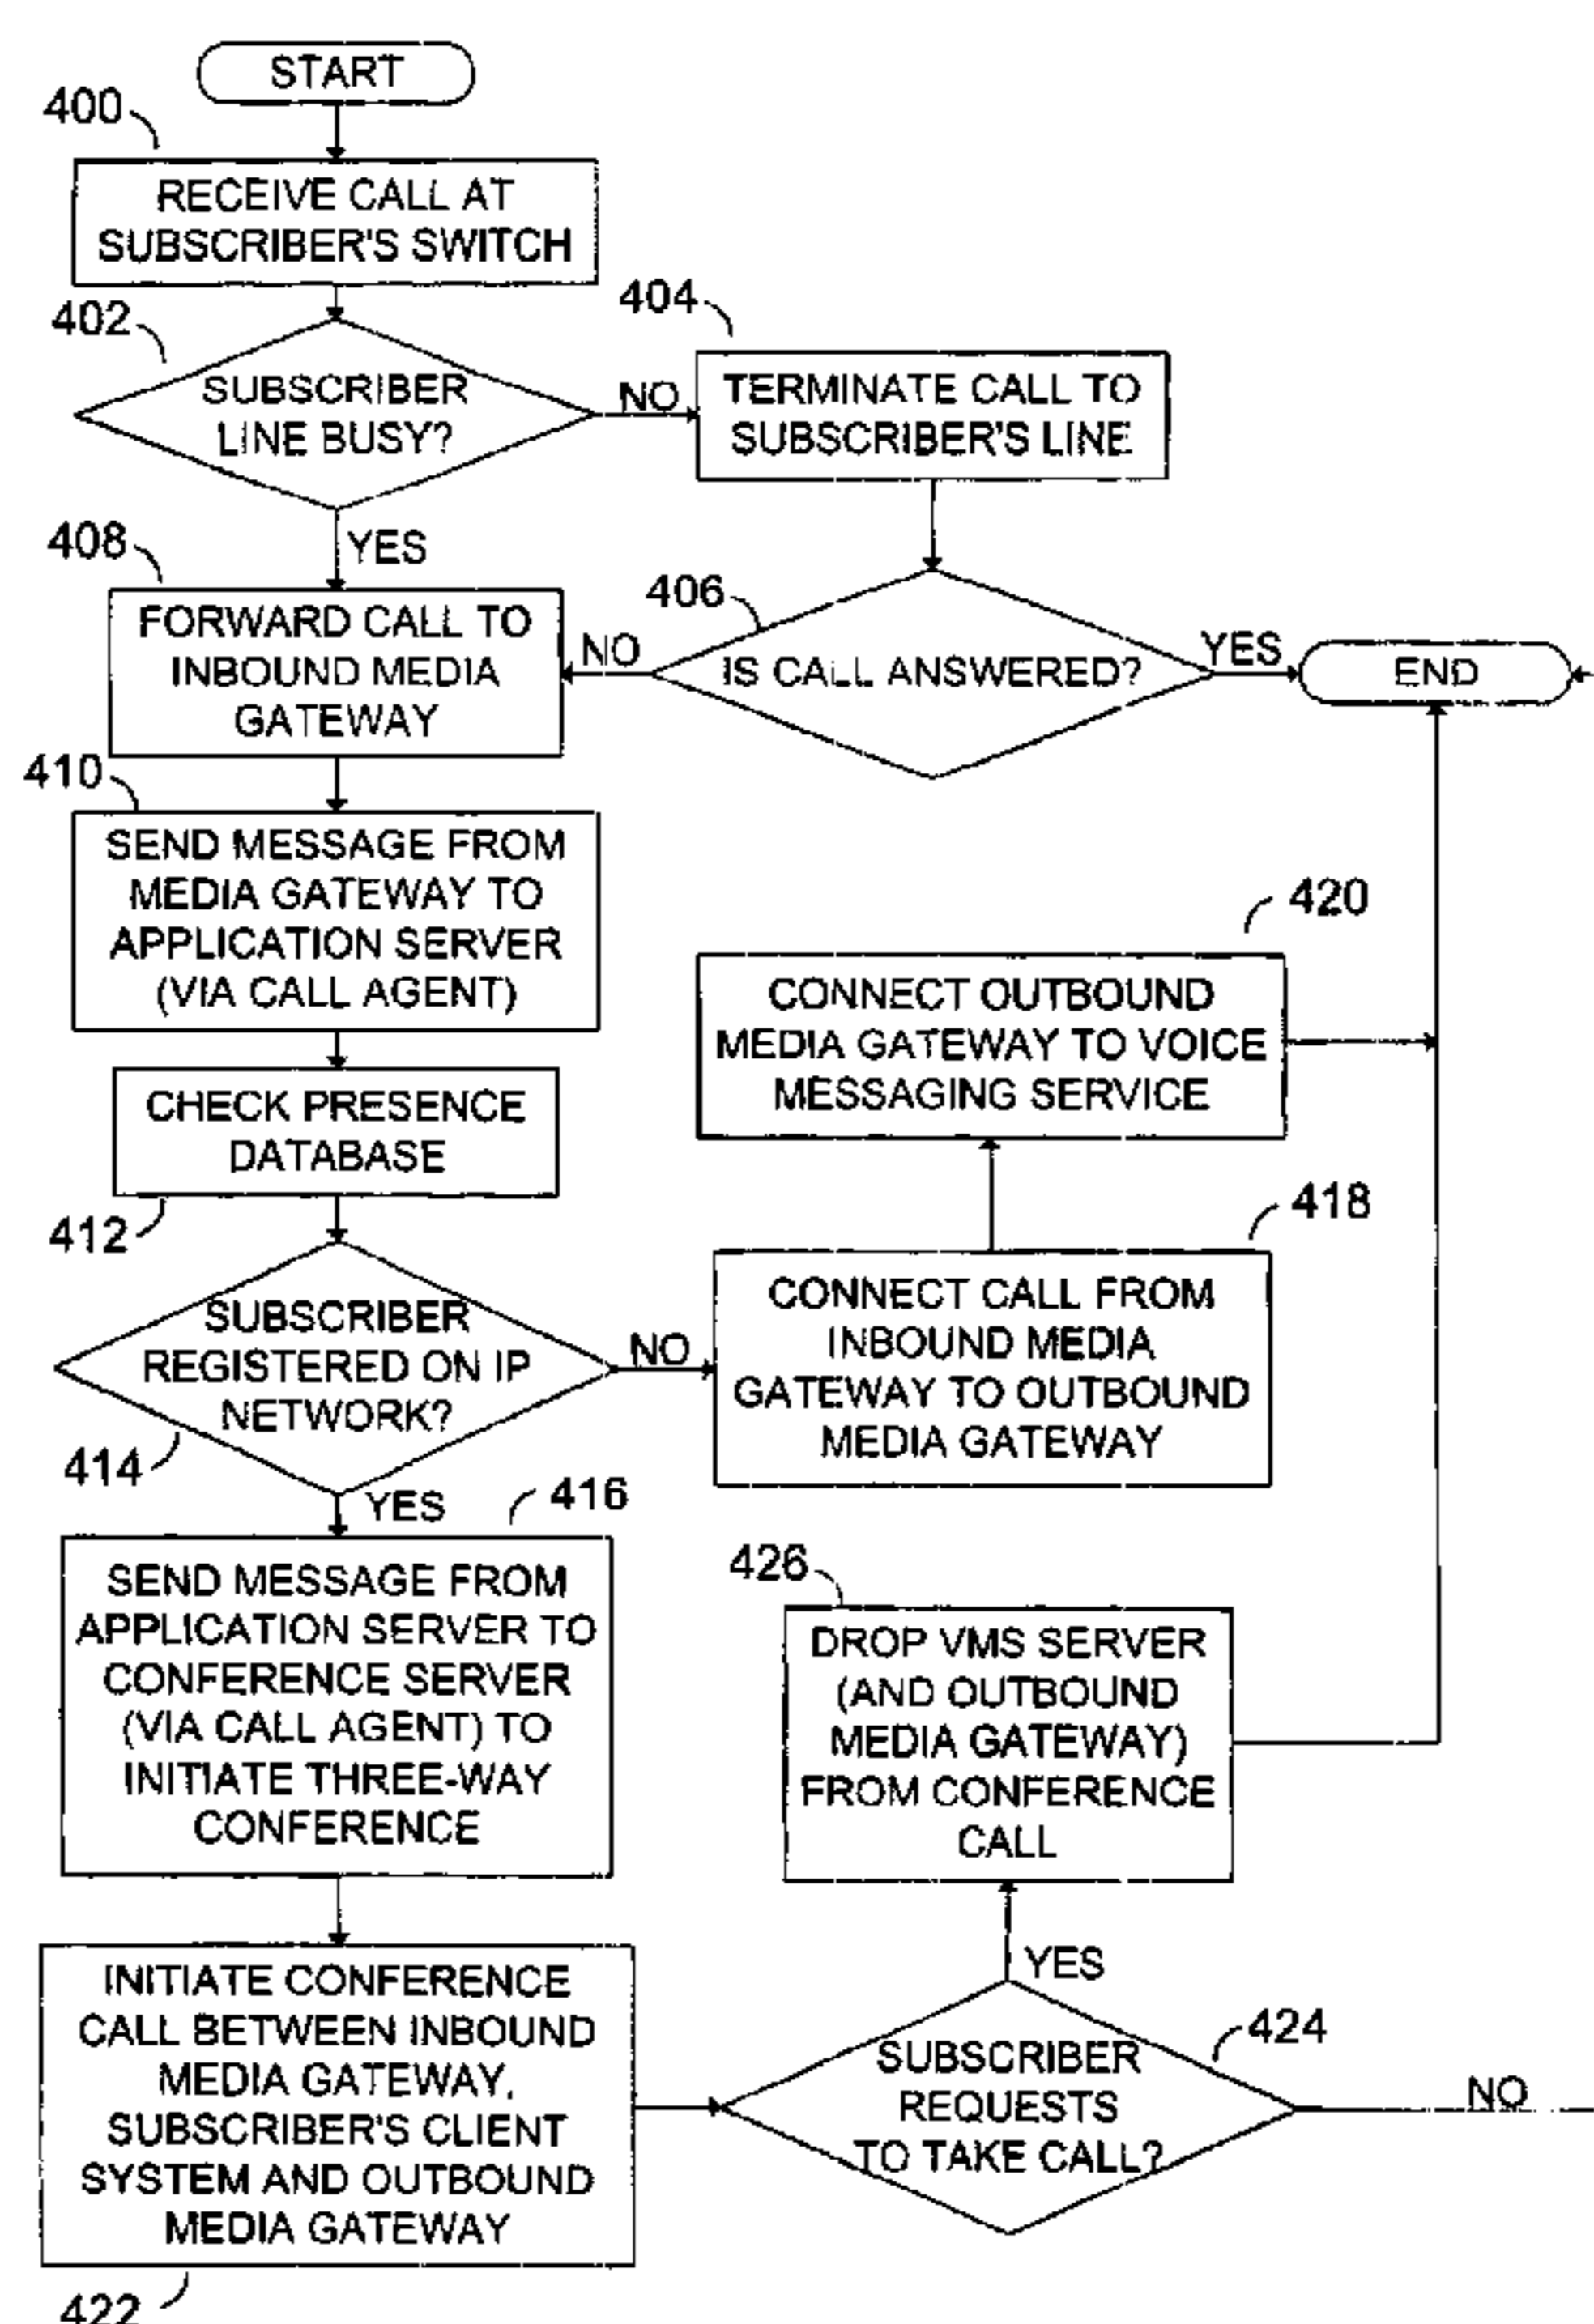 START
400
RECEIVE CALL AT
SUBSCRIBER'S SWITCH
402
SUBSCRIBER
LINE BUSY?
NO
404
TERMINATE CALL TO
SUBSCRIBER'S LINE
YES
408
FORWARD CALL TO
INBOUND MEDIA
GATEWAY
NO
406
IS CALL ANSWERED?
YES
END
410
SEND MESSAGE FROM
MEDIA GATEWAY TO
APPLICATION SERVER
(VIA CALL AGENT)
CHECK PRESENCE
DATABASE
412
SUBSCRIBER
REGISTERED ON IP
NETWORK?
414
NO
420
CONNECT OUTBOUND
MEDIA GATEWAY TO VOICE
MESSAGING SERVICE
418
CONNECT CALL FROM
INBOUND MEDIA
GATEWAY TO OUTBOUND
MEDIA GATEWAY
YES
416
SEND MESSAGE FROM
APPLICATION SERVER TO
CONFERENCE SERVER
(VIA CALL AGENT) TO
INITIATE THREE-WAY
CONFERENCE
426
DROP VMS SERVER
(AND OUTBOUND
MEDIA GATEWAY)
FROM CONFERENCE
CALL
INITIATE CONFERENCE
CALL BETWEEN INBOUND
MEDIA GATEWAY,
SUBSCRIBER'S CLIENT
SYSTEM AND OUTBOUND
MEDIA GATEWAY
422
YES
424
SUBSCRIBER
REQUESTS
TO TAKE CALL?
NO